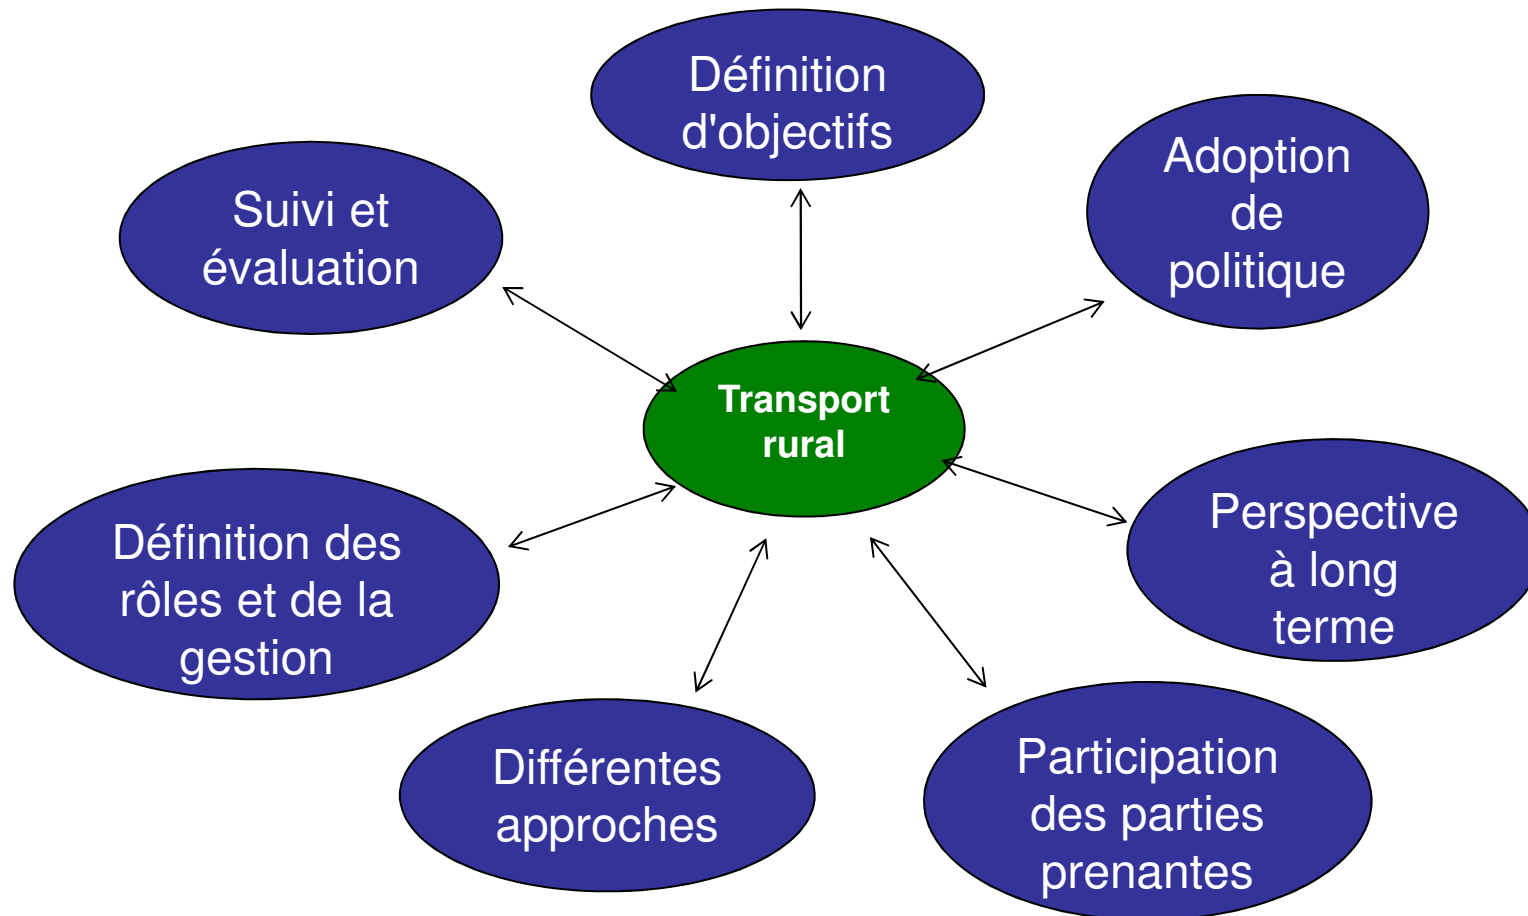 Définition
d'objectifs
Adoption
de
politique
Suivi et
évaluation
Transport
rural
Perspective
à long
terme
Définition des
rôles et de la
gestion
Différentes
approches
Participation
des parties
prenantes